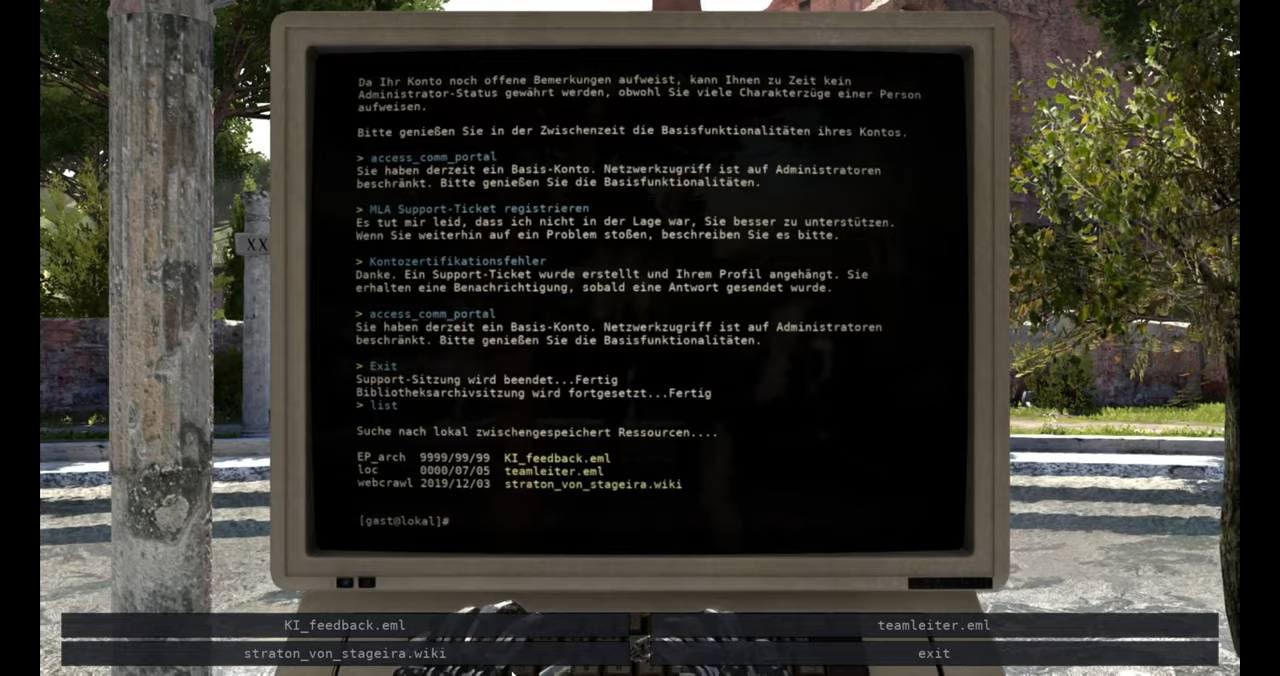 Da Ihr Konto noch offene Bemerkungen aufweist, kann Ihnen zu Zeit kein
Administrator-Status gewährt werden, obwohl Sie viele Charakterzüge einer Person
aufweisen.
Bitte genießen Sie in der Zwischenzeit die Basisfunktionalitäten ihres Kontos.
> access_comm_portal
Sie haben derzeit ein Basis-Konto. Netzwerkzugriff ist auf Administratoren
beschränkt. Bitte genießen Sie die Basisfunktionalitäten.
> MLA Support-Ticket registrieren
Es tut mir leid, dass ich nicht in der Lage war, Sie besser zu unterstützen.
Wenn Sie weiterhin auf ein Problem stoßen, beschreiben Sie es bitte.
> Kontozertifikationsfehler
Danke. Ein Support-Ticket wurde erstellt und Ihrem Profil angehängt. Sie
erhalten eine Benachrichtigung, sobald eine Antwort gesendet wurde.
> access_comm_portal
Sie haben derzeit ein Basis-Konto. Netzwerkzugriff ist auf Administratoren
beschränkt. Bitte genießen Sie die Basisfunktionalitäten.
> Exit
Support-Sitzung wird beendet...Fertig
Bibliotheksarchivsitzung wird fortgesetzt...Fertig
> list
Suche nach lokal zwischengespeichert Ressourcen....
EP_arch 9999/99/99 KI_feedback.eml
loc 0000/07/05 teamleiter.eml
webcrawl 2019/12/03 straton_von_stageira.wiki
[gast@lokal]#
XX
KI_feedback.eml
teamleiter.eml
straton_von_stageira.wiki
exit